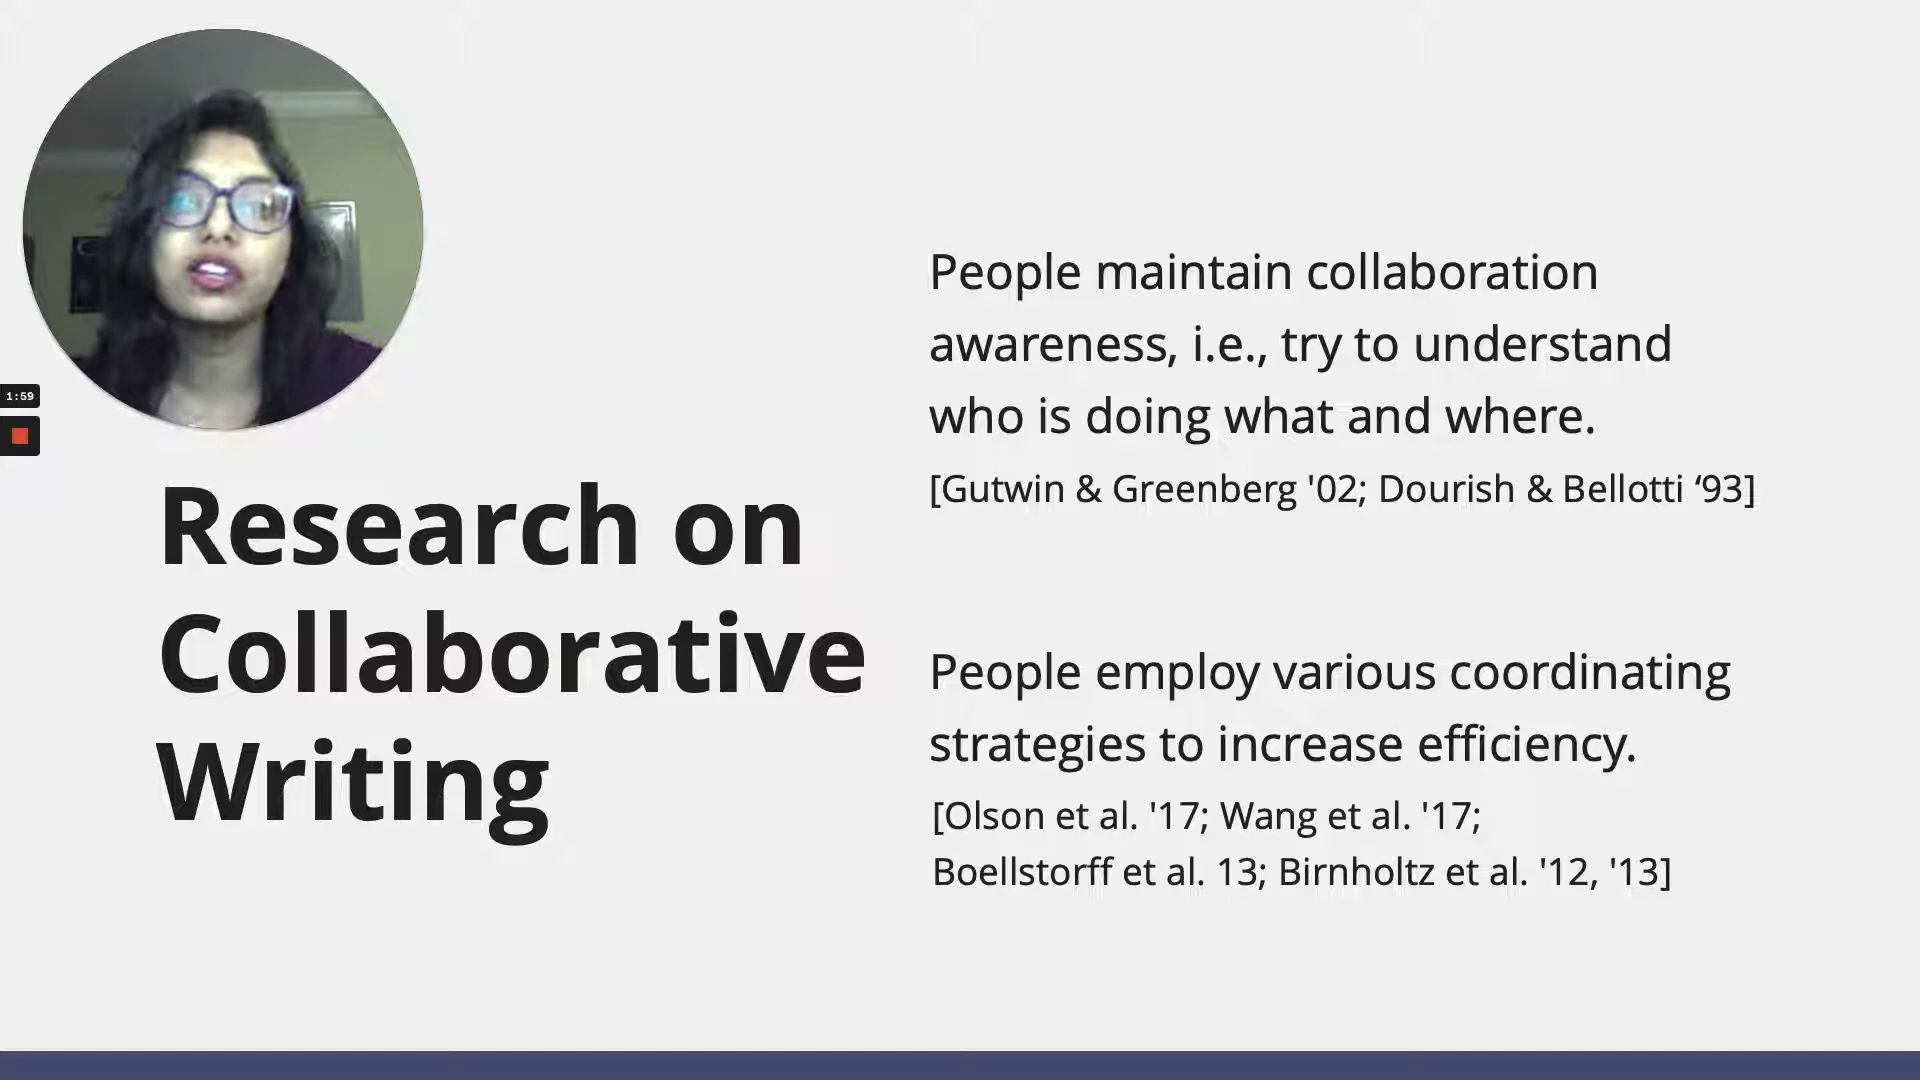 1:59
Research on
Collaborative
Writing
People maintain collaboration
awareness, i.e., try to understand
who is doing what and where.
[Gutwin & Greenberg '02; Dourish & Bellotti ‘93]
People employ various coordinating
strategies to increase efficiency.
[Olson et al. '17; Wang et al. '17;
Boellstorff et al. 13; Birnholtz et al. '12, '13]